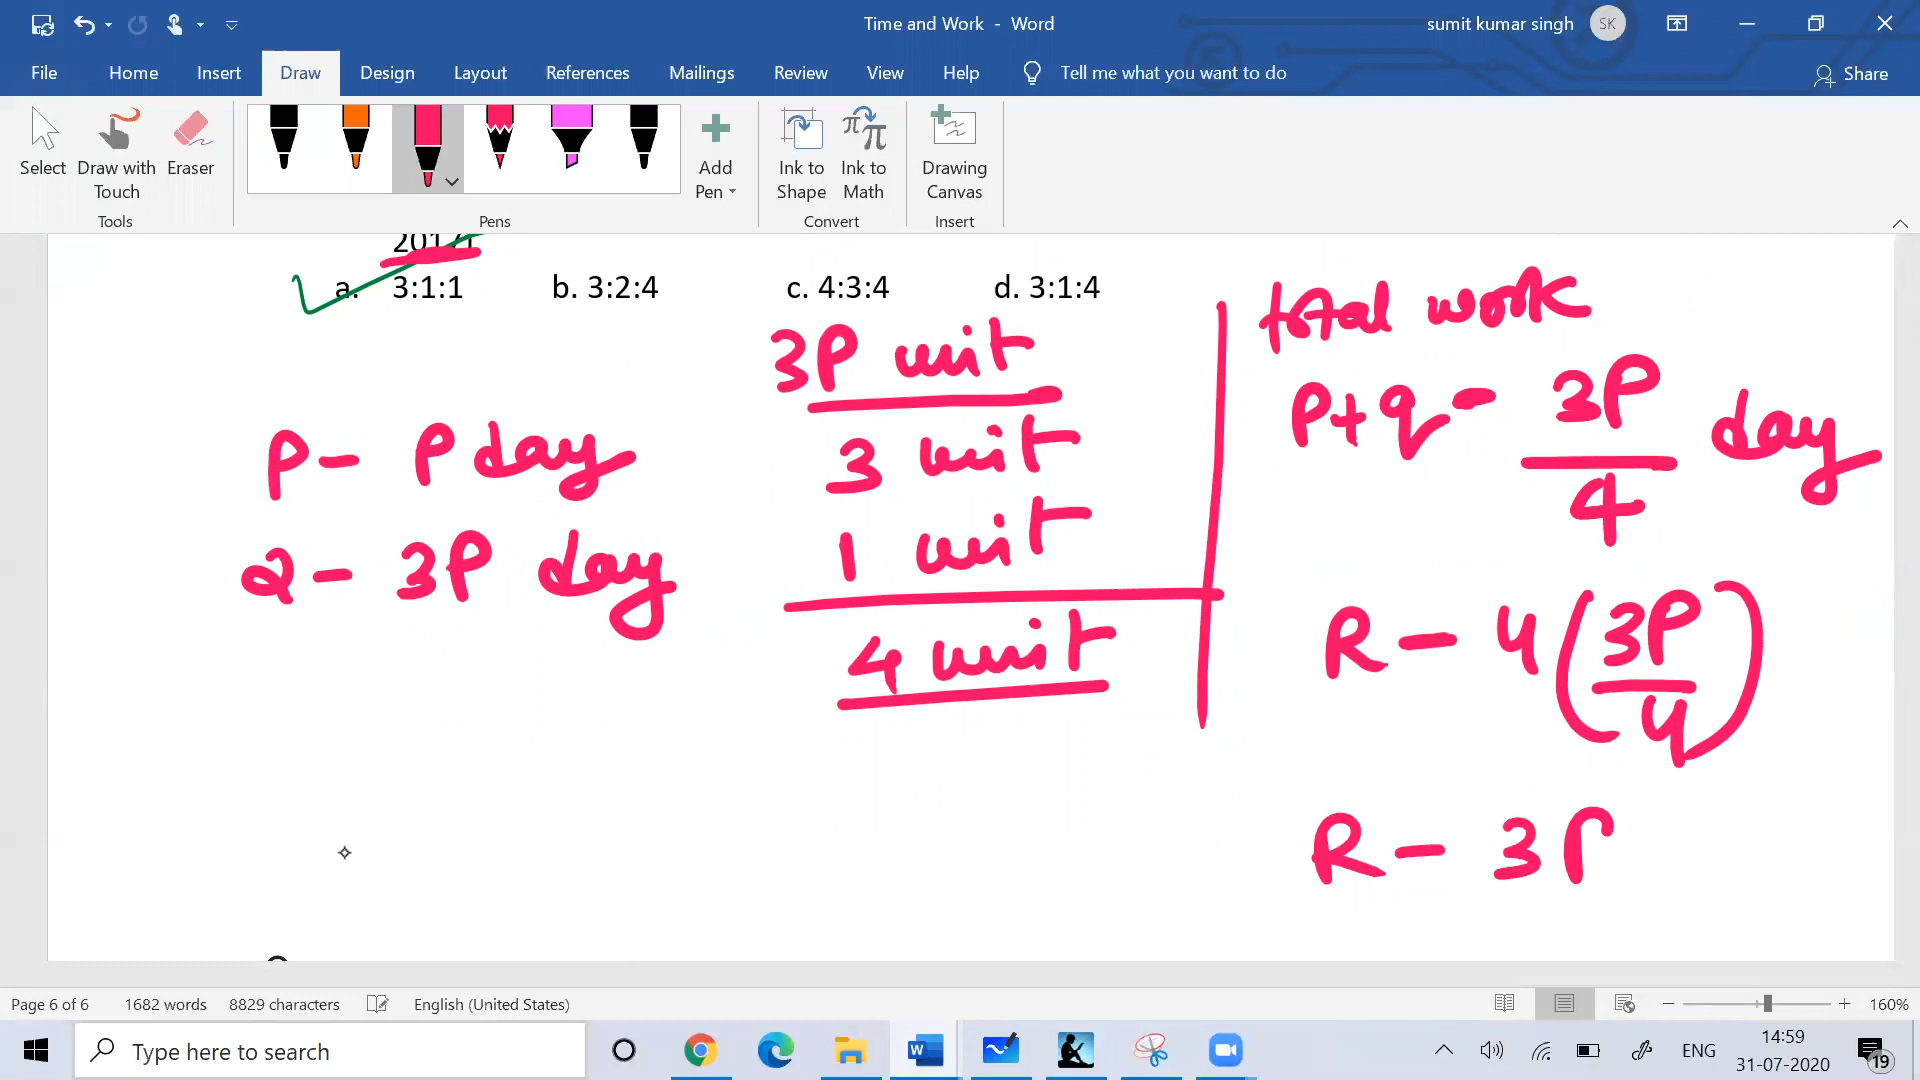 Time and Work - Word
sumit kumar singh SK
File Home Insert Draw Design Layout References Mailings Review View Help Tell me what you want to do Share
Select Draw with Touch Eraser
Add Pen
Ink to Shape Ink to Math
Drawing Canvas
Tools Pens Convert Insert
a. 3:1:1 b. 3:2:4 c. 4:3:4 d. 3:1:4
P - P day
Q - 3P day
3P unit
3 unit
1 unit
4 unit
total work
P+q - 3P/4 day
R - 4(3P/4)
R - 3P
Page 6 of 6 1682 words 8829 characters English (United States) 160%
Type here to search
ENG
14:59
31-07-2020
19